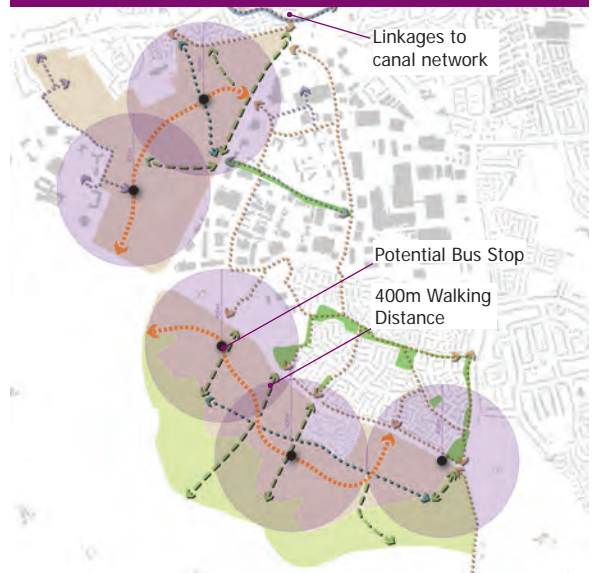 Linkages to
canal network
Potential Bus Stop
400m Walking
Distance